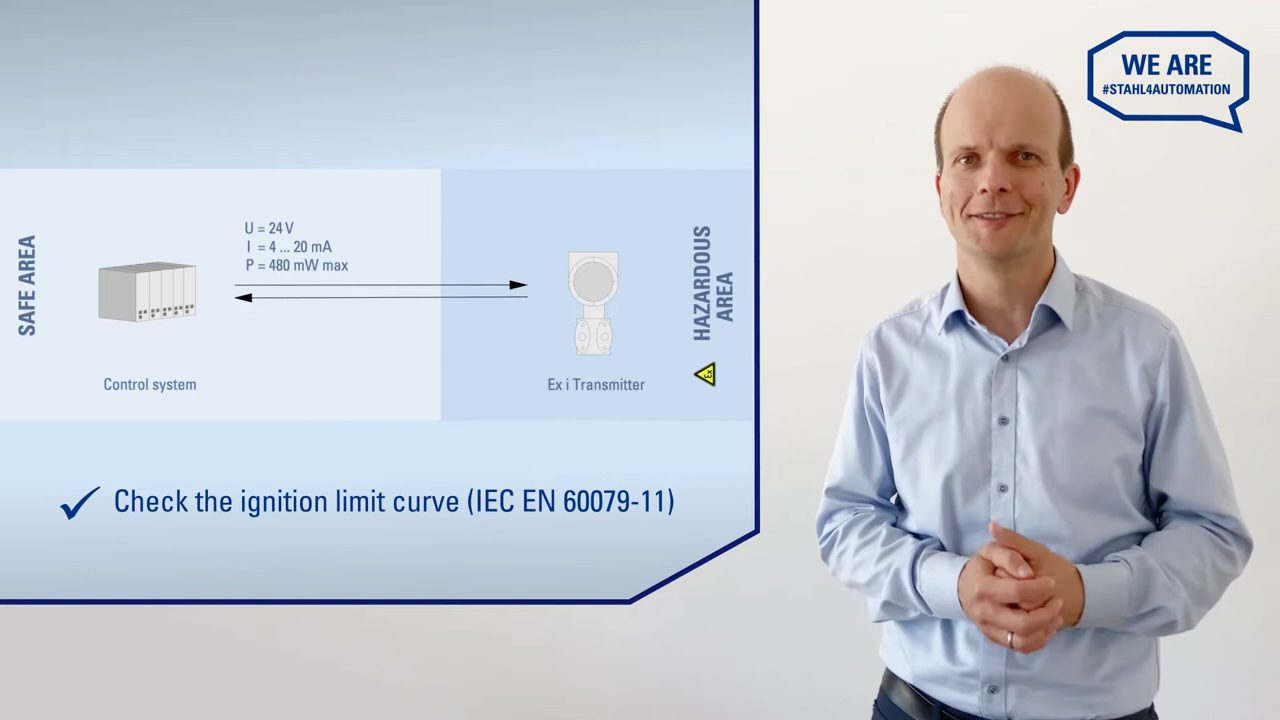 WE ARE
#STAHL4AUTOMATION
SAFE AREA
U = 24 V
I = 4 ... 20 mA
P = 480 mW max
HAZARDOUS
AREA
Ex
Control system
Ex i Transmitter
Check the ignition limit curve (IEC EN 60079-11)